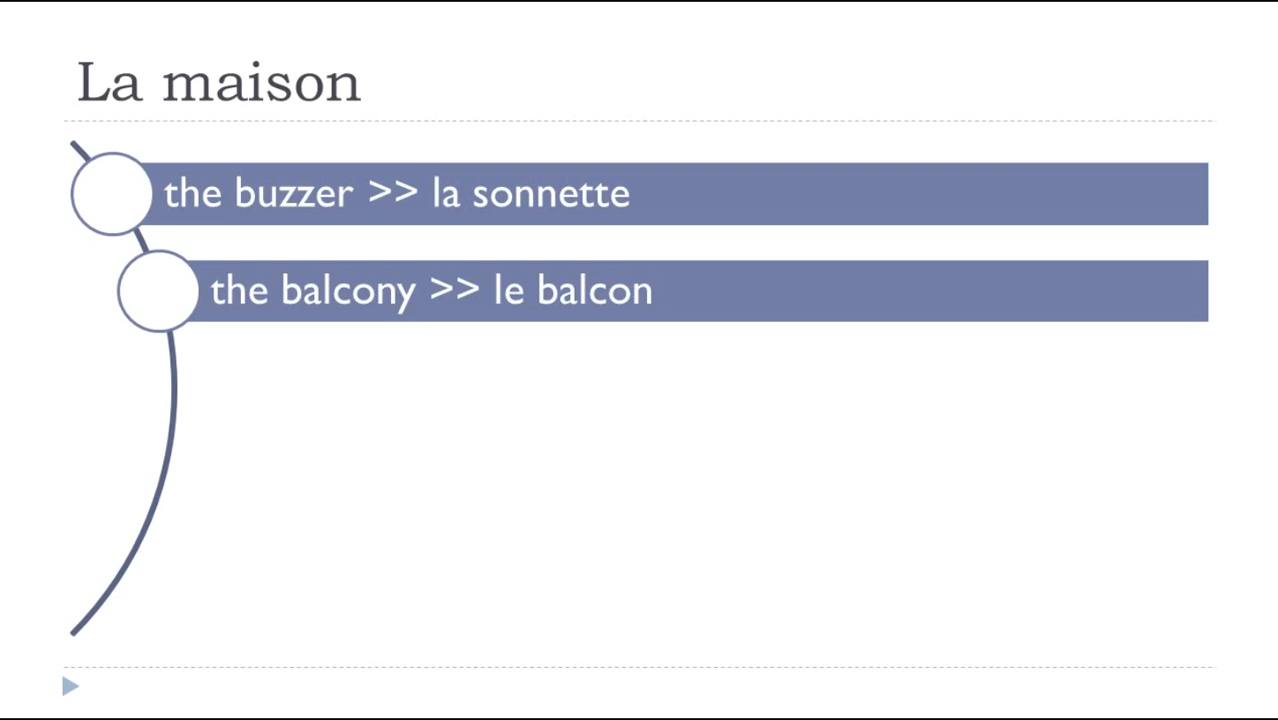 La maison
the buzzer >> la sonnette
the balcony >> le balcon